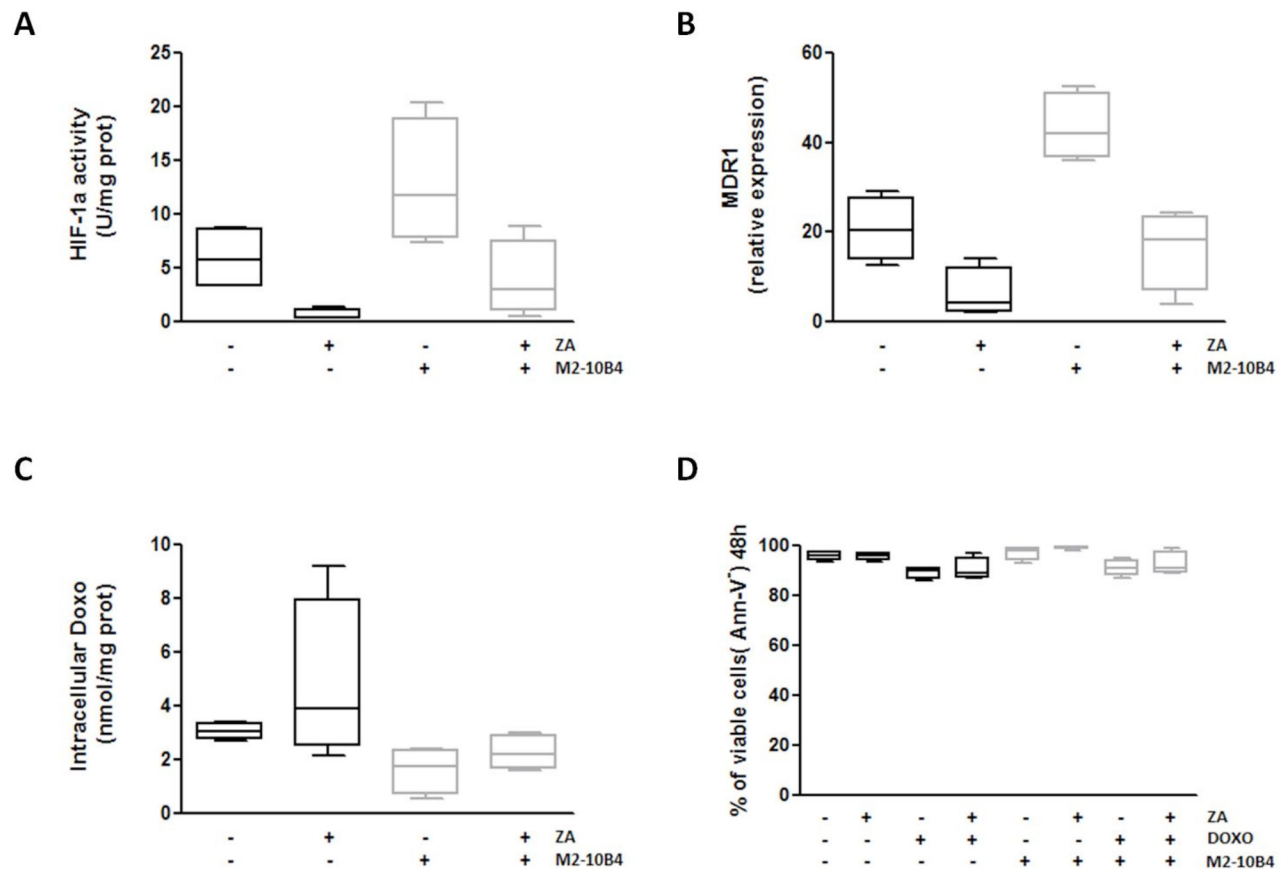 A
HIF-1a activity
(U/mg prot)
25
20
15
10
5
0
- + - + ZA
- - + + M2-10B4
B
MDR1
(relative expression)
60
40
20
0
- + - + ZA
- - + + M2-10B4
C
Intracellular Doxo
(nmol/mg prot)
10
8
6
4
2
0
- + - + ZA
- - + + M2-10B4
D
% of viable cells( Ann-V⁻) 48h
100
80
60
40
20
0
- + - + - + - + ZA
- - + + - - + + DOXO
- - - - + + + + M2-10B4